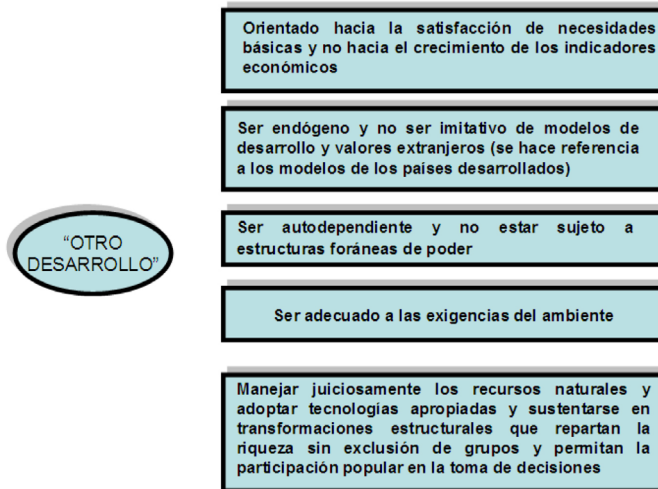 Orientado hacia la satisfacción de necesidades
básicas y no hacia el crecimiento de los indicadores
económicos
Ser endógeno y no ser imitativo de modelos de
desarrollo y valores extranjeros (se hace referencia
a los modelos de los países desarrollados)
"OTRO
DESARROLLO"
Ser autodependiente y no estar sujeto a
estructuras foráneas de poder
Ser adecuado a las exigencias del ambiente
Manejar juiciosamente los recursos naturales y
adoptar tecnologías apropiadas y sustentarse en
transformaciones estructurales que repartan la
riqueza sin exclusión de grupos y permitan la
participación popular en la toma de decisiones